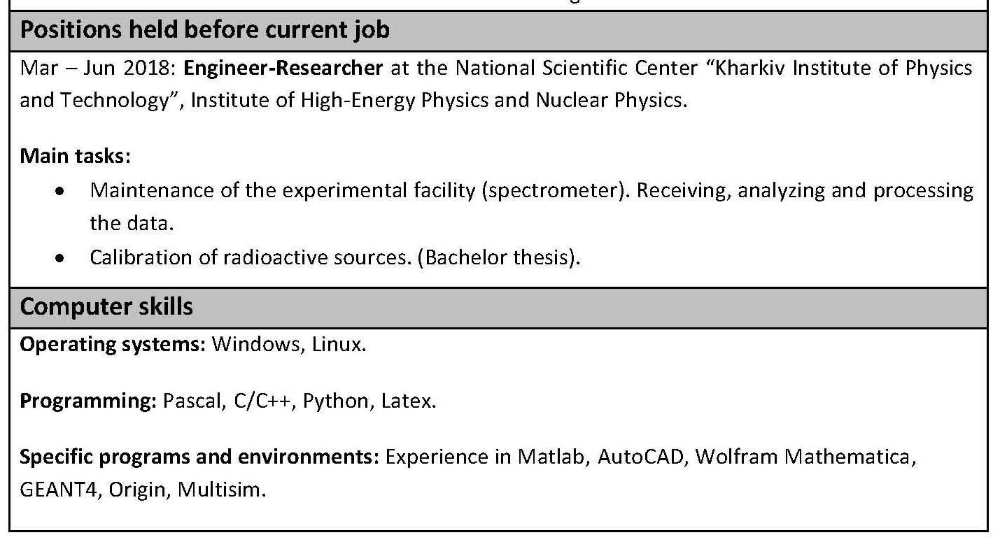 Positions held before current job
Mar – Jun 2018: Engineer-Researcher at the National Scientific Center “Kharkiv Institute of Physics
and Technology”, Institute of High-Energy Physics and Nuclear Physics.
Main tasks:
• Maintenance of the experimental facility (spectrometer). Receiving, analyzing and processing
the data.
• Calibration of radioactive sources. (Bachelor thesis).
Computer skills
Operating systems: Windows, Linux.
Programming: Pascal, C/C++, Python, Latex.
Specific programs and environments: Experience in Matlab, AutoCAD, Wolfram Mathematica,
GEANT4, Origin, Multisim.